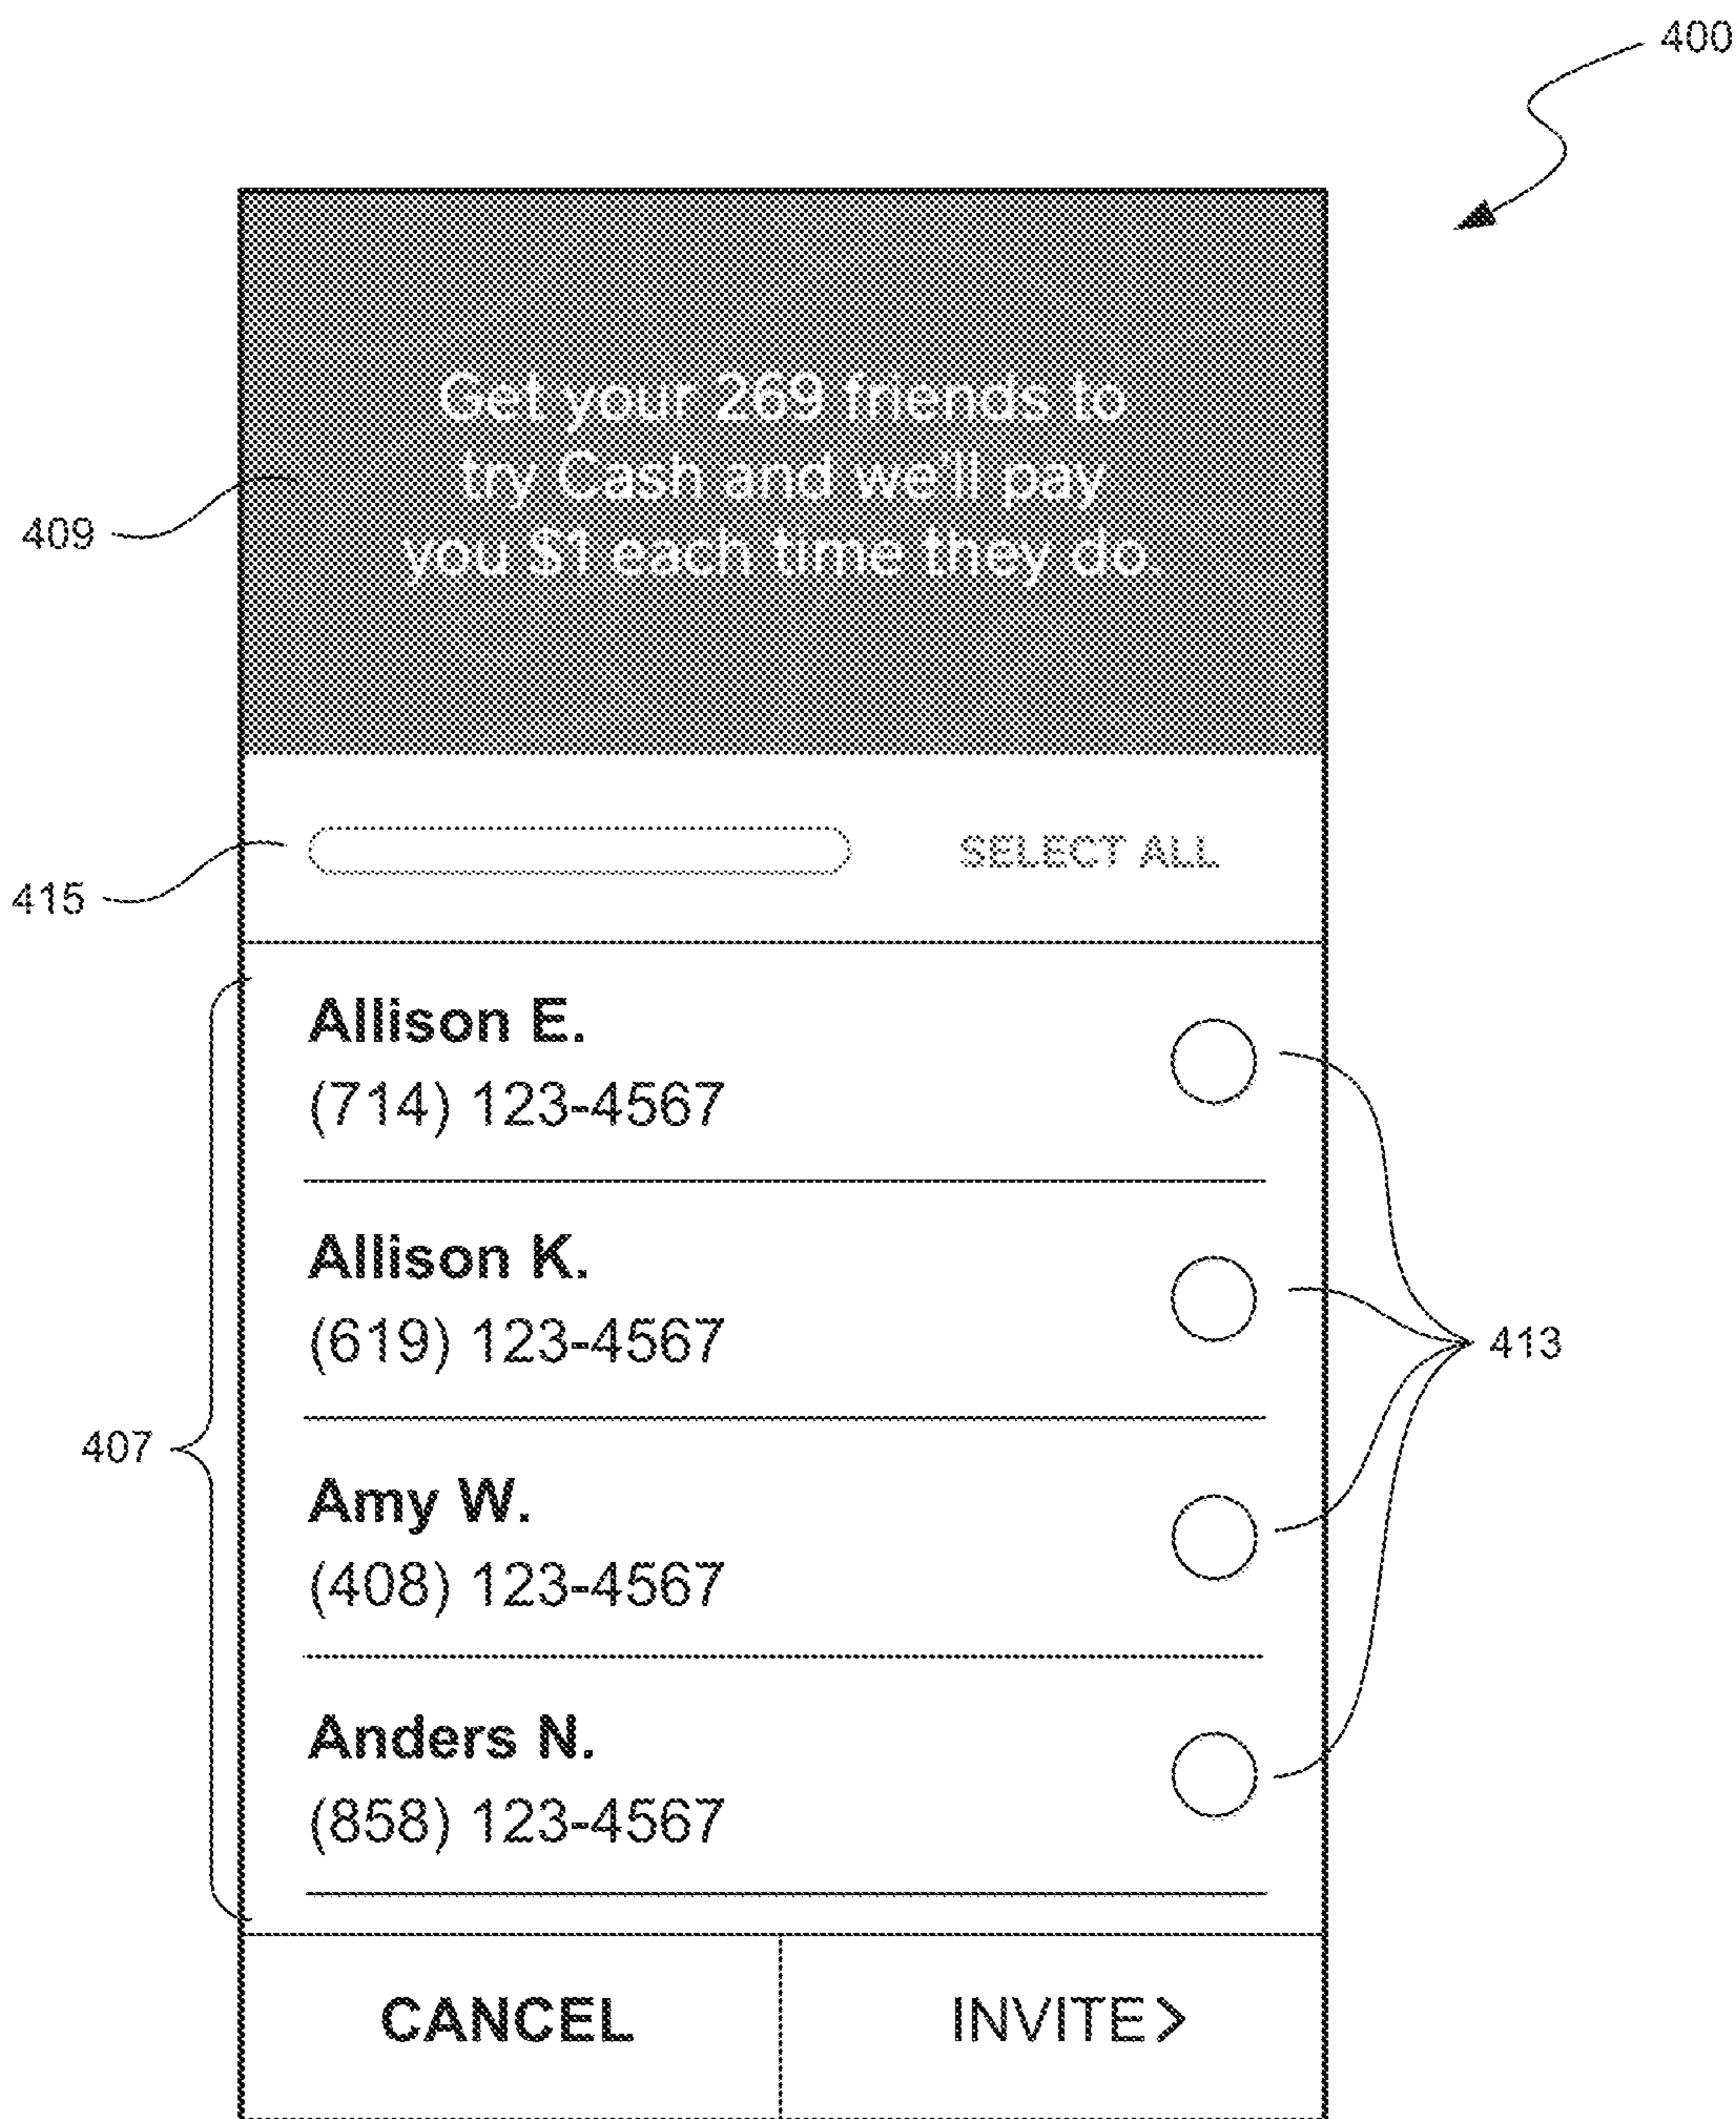 400
Get your 269 friends to
try Cash and we'll pay
you $1 each time they do.
409
SELECT ALL
415
Allison E.
(714) 123-4567
Allison K.
(619) 123-4567
413
407
Amy W.
(408) 123-4567
Anders N.
(858) 123-4567
CANCEL
INVITE>